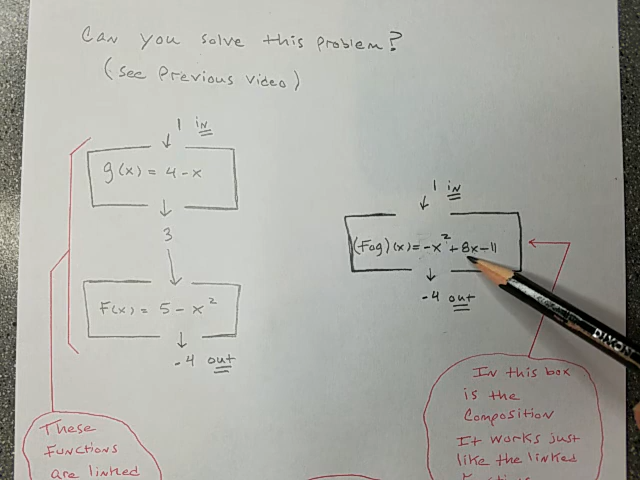 Can you solve this problem?
(see previous video)
1 in
g(x) = 4 - x
3
F(x) = 5 - x²
-4 out
1 in
(Fog)(x) = -x² + 8x - 11
-4 out
These
Functions
are linked
In this box
is the
Composition
It works just
like the linked
DIXON